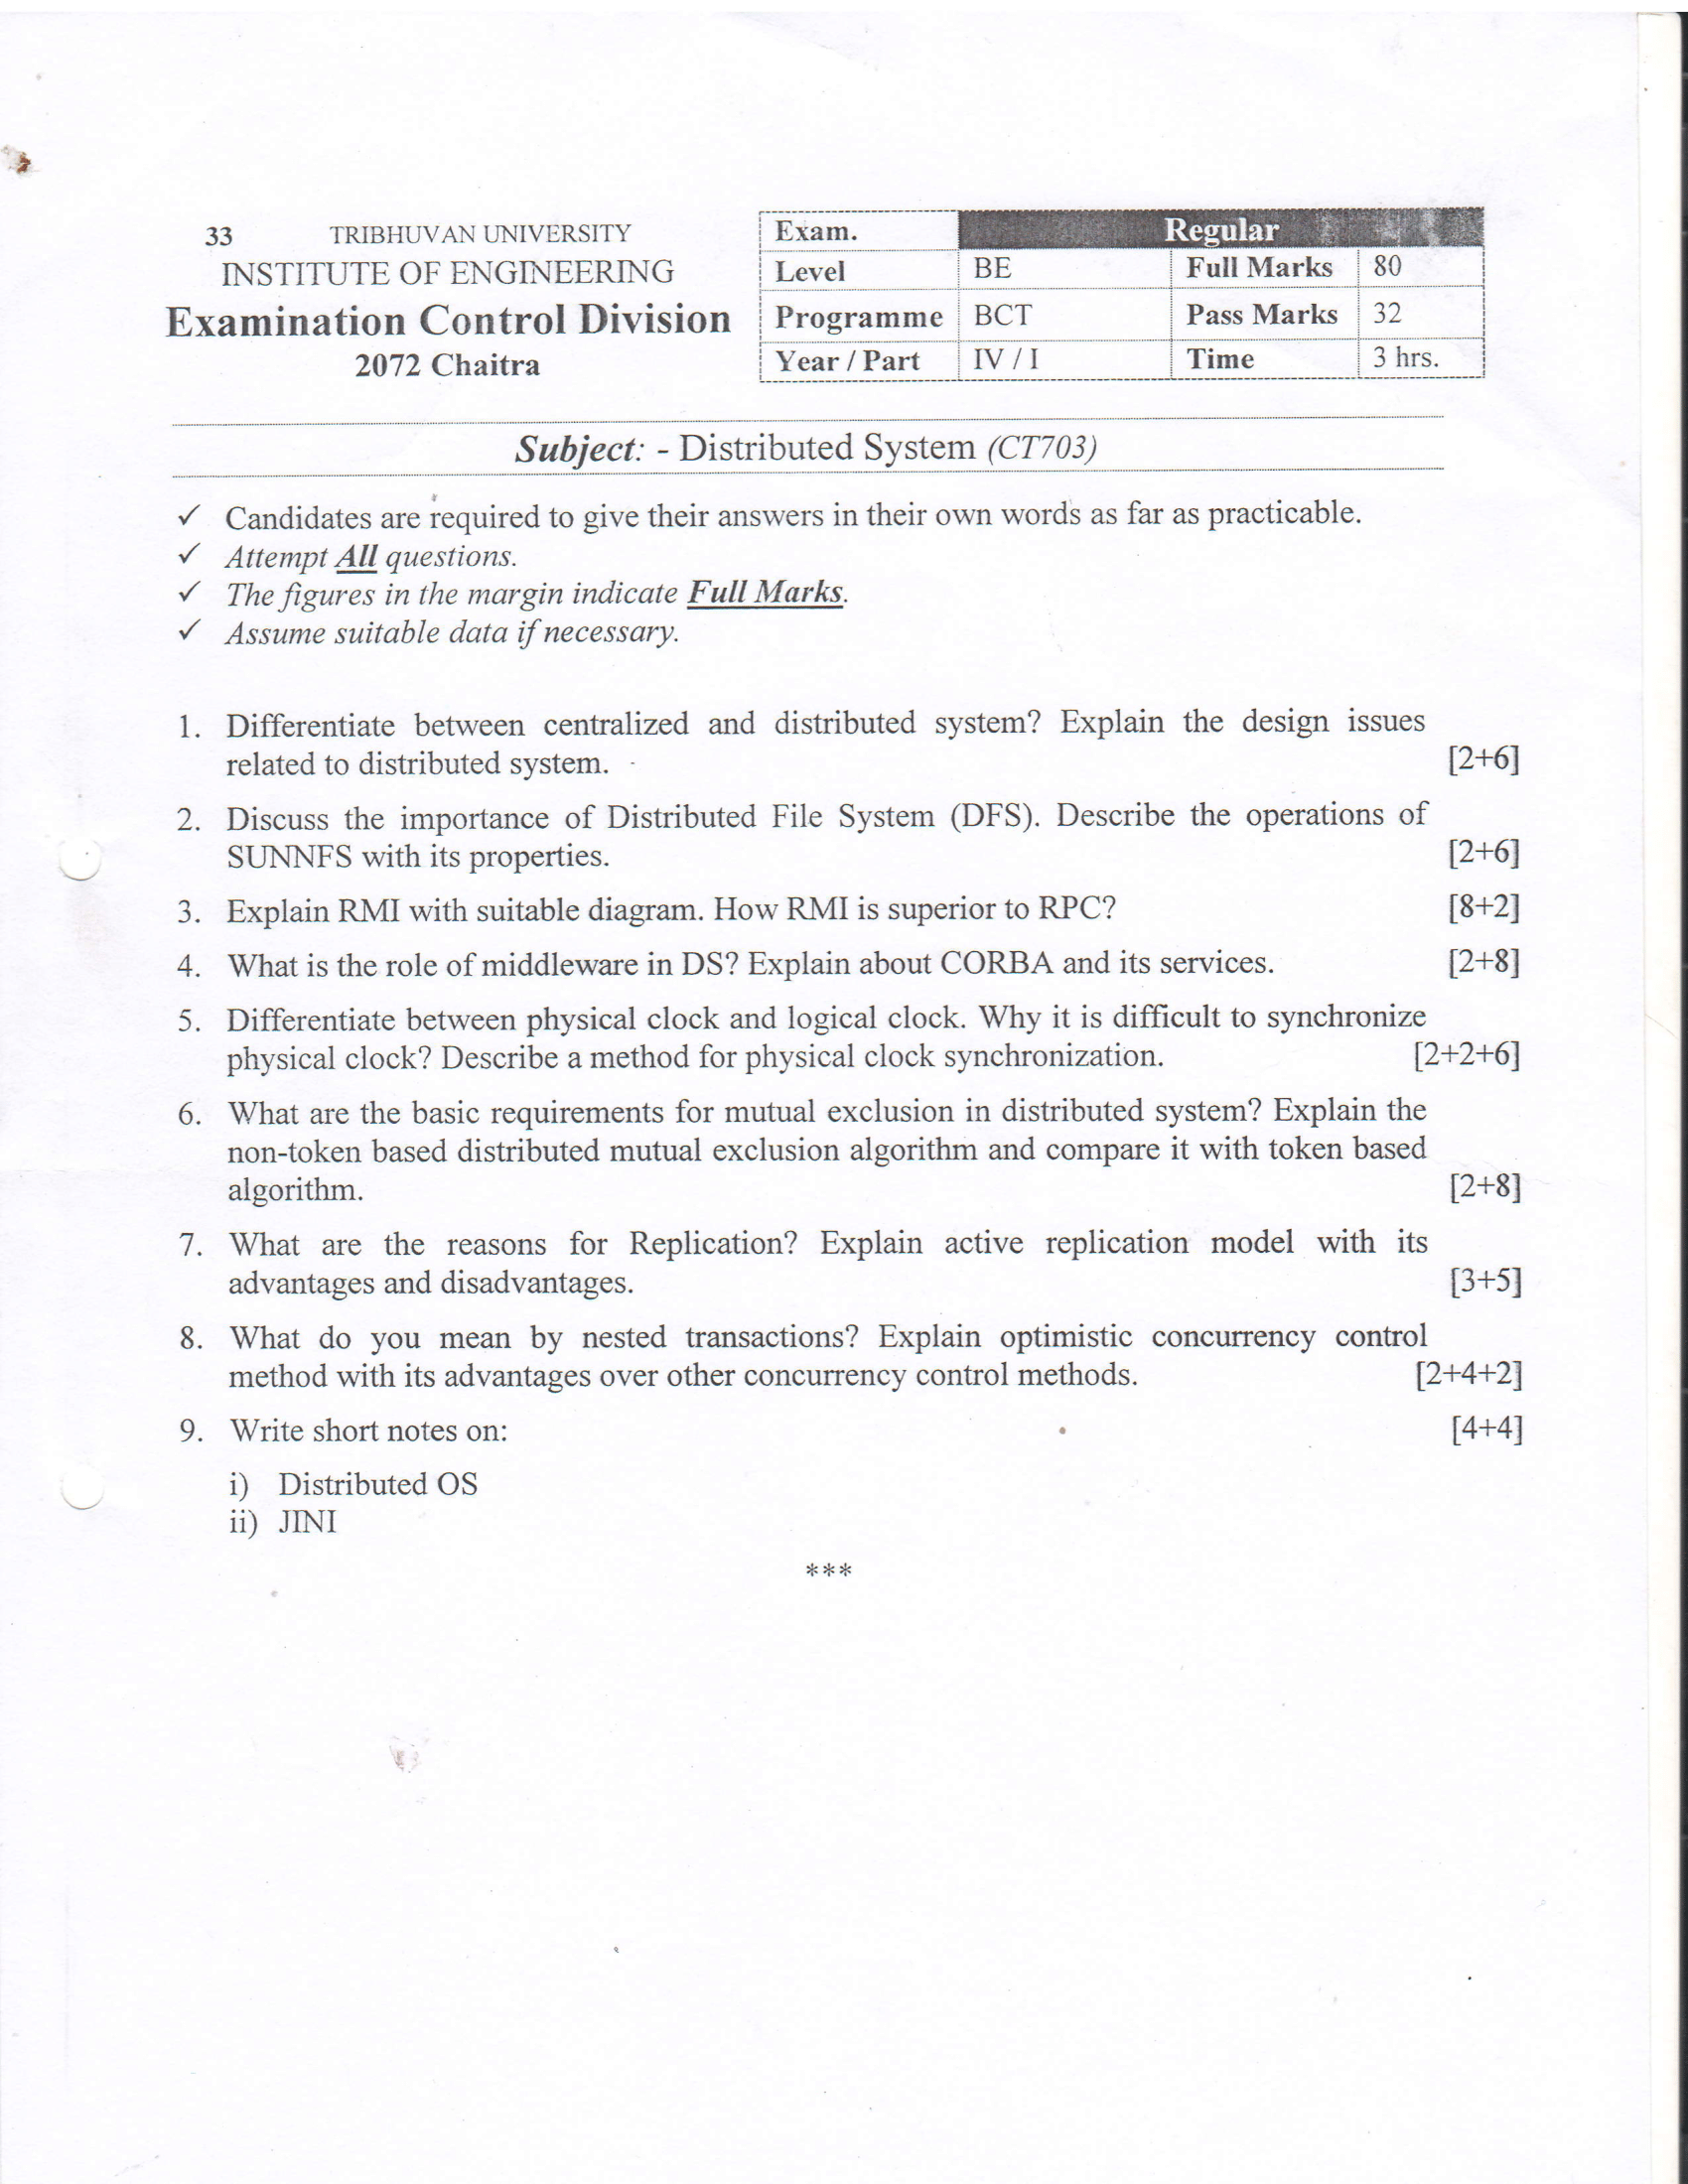 33 TRIBHUVAN UNIVERSITY
INSTITUTE OF ENGINEERING
Examination Control Division
2072 Chaitra
Exam. Regular
Level BE Full Marks 80
Programme BCT Pass Marks 32
Year / Part IV / I Time 3 hrs.
Subject: - Distributed System (CT703)
✓ Candidates are required to give their answers in their own words as far as practicable.
✓ Attempt All questions.
✓ The figures in the margin indicate Full Marks.
✓ Assume suitable data if necessary.
1. Differentiate between centralized and distributed system? Explain the design issues
related to distributed system. [2+6]
2. Discuss the importance of Distributed File System (DFS). Describe the operations of
SUNNFS with its properties. [2+6]
3. Explain RMI with suitable diagram. How RMI is superior to RPC? [8+2]
4. What is the role of middleware in DS? Explain about CORBA and its services. [2+8]
5. Differentiate between physical clock and logical clock. Why it is difficult to synchronize
physical clock? Describe a method for physical clock synchronization. [2+2+6]
6. What are the basic requirements for mutual exclusion in distributed system? Explain the
non-token based distributed mutual exclusion algorithm and compare it with token based
algorithm. [2+8]
7. What are the reasons for Replication? Explain active replication model with its
advantages and disadvantages. [3+5]
8. What do you mean by nested transactions? Explain optimistic concurrency control
method with its advantages over other concurrency control methods. [2+4+2]
9. Write short notes on: [4+4]
i) Distributed OS
ii) JINI
***